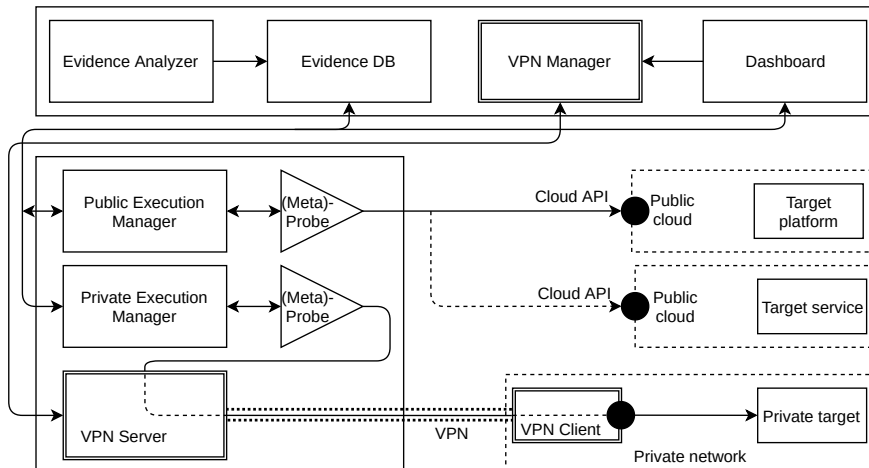 Evidence Analyzer
Evidence DB
VPN Manager
Dashboard
Public Execution
Manager
(Meta)-
Probe
Cloud API
Public
cloud
Target
platform
Private Execution
Manager
(Meta)-
Probe
Cloud API
Public
cloud
Target service
VPN Server
VPN
VPN Client
Private target
Private network